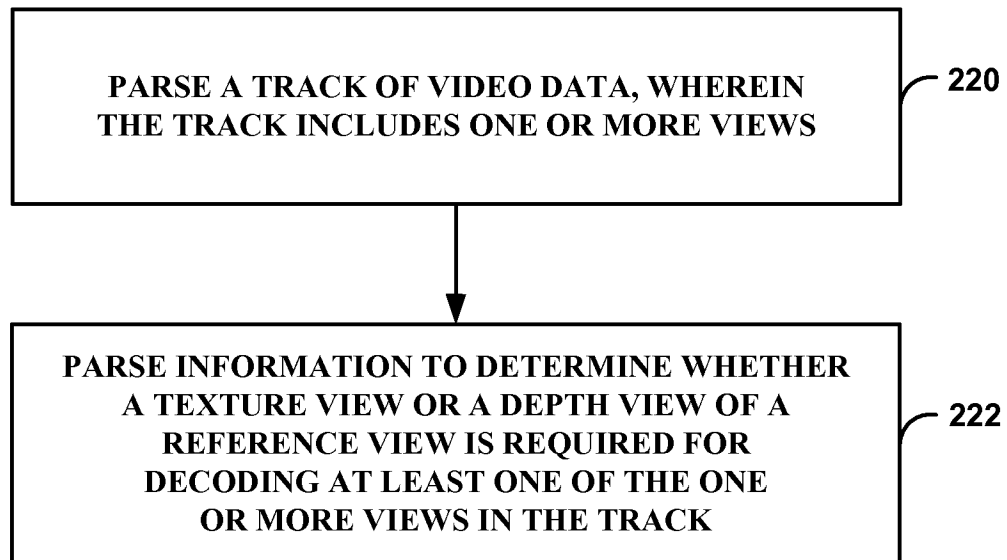 PARSE A TRACK OF VIDEO DATA, WHEREIN
THE TRACK INCLUDES ONE OR MORE VIEWS
220
PARSE INFORMATION TO DETERMINE WHETHER
A TEXTURE VIEW OR A DEPTH VIEW OF A
REFERENCE VIEW IS REQUIRED FOR
DECODING AT LEAST ONE OF THE ONE
OR MORE VIEWS IN THE TRACK
222